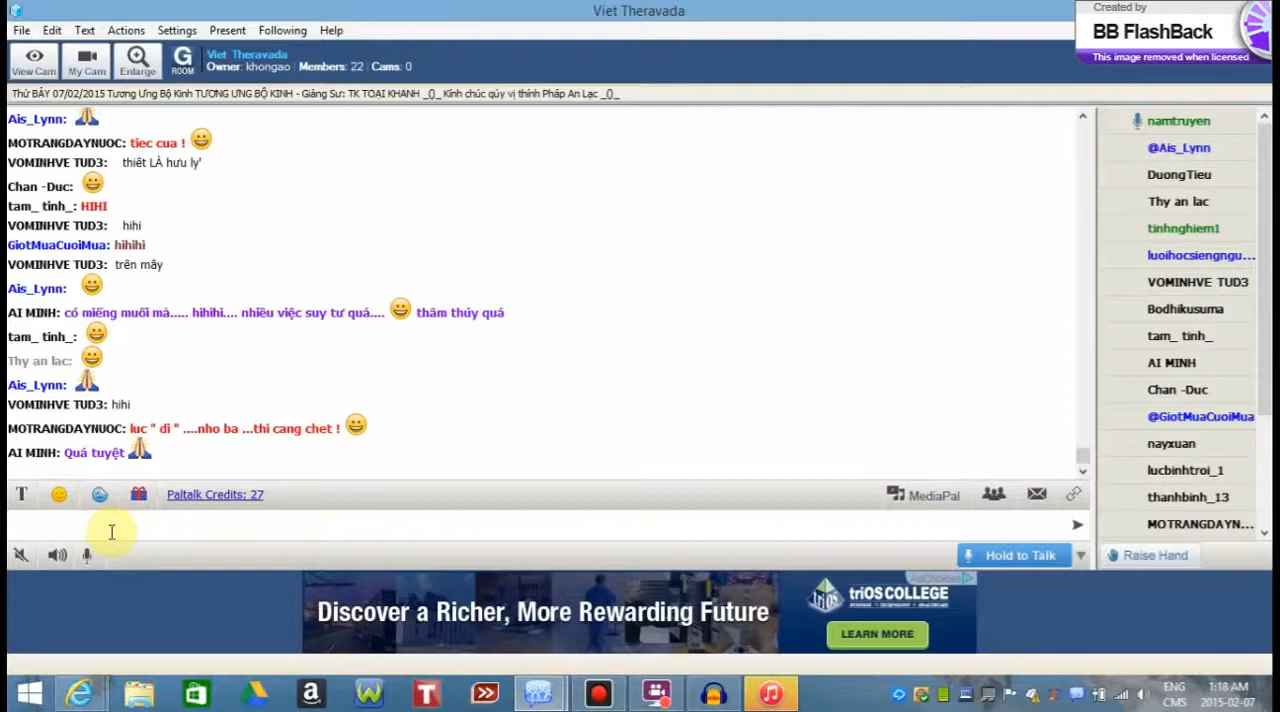 Viet Theravada
Created by
BB FlashBack
This image removed when licensed
File Edit Text Actions Settings Present Following Help
View Cam My Cam Enlarge
G ROOM
Viet Theravada
Owner: khongao Members: 22 Cams: 0
Thứ BẢY 07/02/2015 Tương Ưng Bộ Kinh TƯƠNG ƯNG BỘ KINH - Giảng Sư: TK TOẠI KHANH _()_ Kính chúc qúy vị thính Pháp An Lạc _()_
Ais_Lynn:
MOTRANGDAYNUOC: tiec cua !
VOMINHVE TUD3: thiêt LÀ hưu ly'
Chan -Duc:
tam_ tinh_: HIHI
VOMINHVE TUD3: hihi
GiotMuaCuoiMua: hihihi
VOMINHVE TUD3: trên mây
Ais_Lynn:
AI MINH: có miếng muối mà..... hihihi.... nhiều việc suy tư quá.... thâm thúy quá
tam_ tinh_:
Thy an lac:
Ais_Lynn:
VOMINHVE TUD3: hihi
MOTRANGDAYNUOC: luc " di " ....nho ba ...thi cang chet !
AI MINH: Quá tuyệt
namtruyen
@Ais_Lynn
DuongTieu
Thy an lac
tinhnghiem1
luoihocsiengngu...
VOMINHVE TUD3
Bodhikusuma
tam_ tinh_
AI MINH
Chan -Duc
@GiotMuaCuoiMua
nayxuan
lucbinhtroi_1
thanhbinh_13
MOTRANGDAYN...
T Paltalk Credits: 27 MediaPal
Hold to Talk Raise Hand
Discover a Richer, More Rewarding Future
AdChoices
triOS COLLEGE
LEARN MORE
ENG 1:18 AM
CMS 2015-02-07